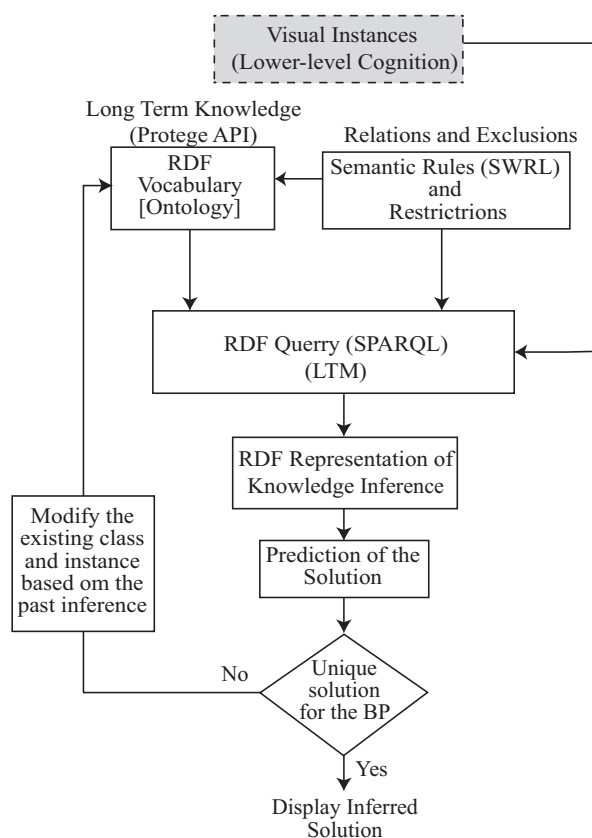 Visual Instances
(Lower-level Cognition)
Long Term Knowledge
(Protege API)
Relations and Exclusions
RDF
Vocabulary
[Ontology]
Semantic Rules (SWRL)
and
Restrictrions
RDF Querry (SPARQL)
(LTM)
RDF Representation of
Knowledge Inference
Modify the
existing class
and instance
based om the
past inference
Prediction of the
Solution
No
Unique
solution
for the BP
Yes
Display Inferred
Solution